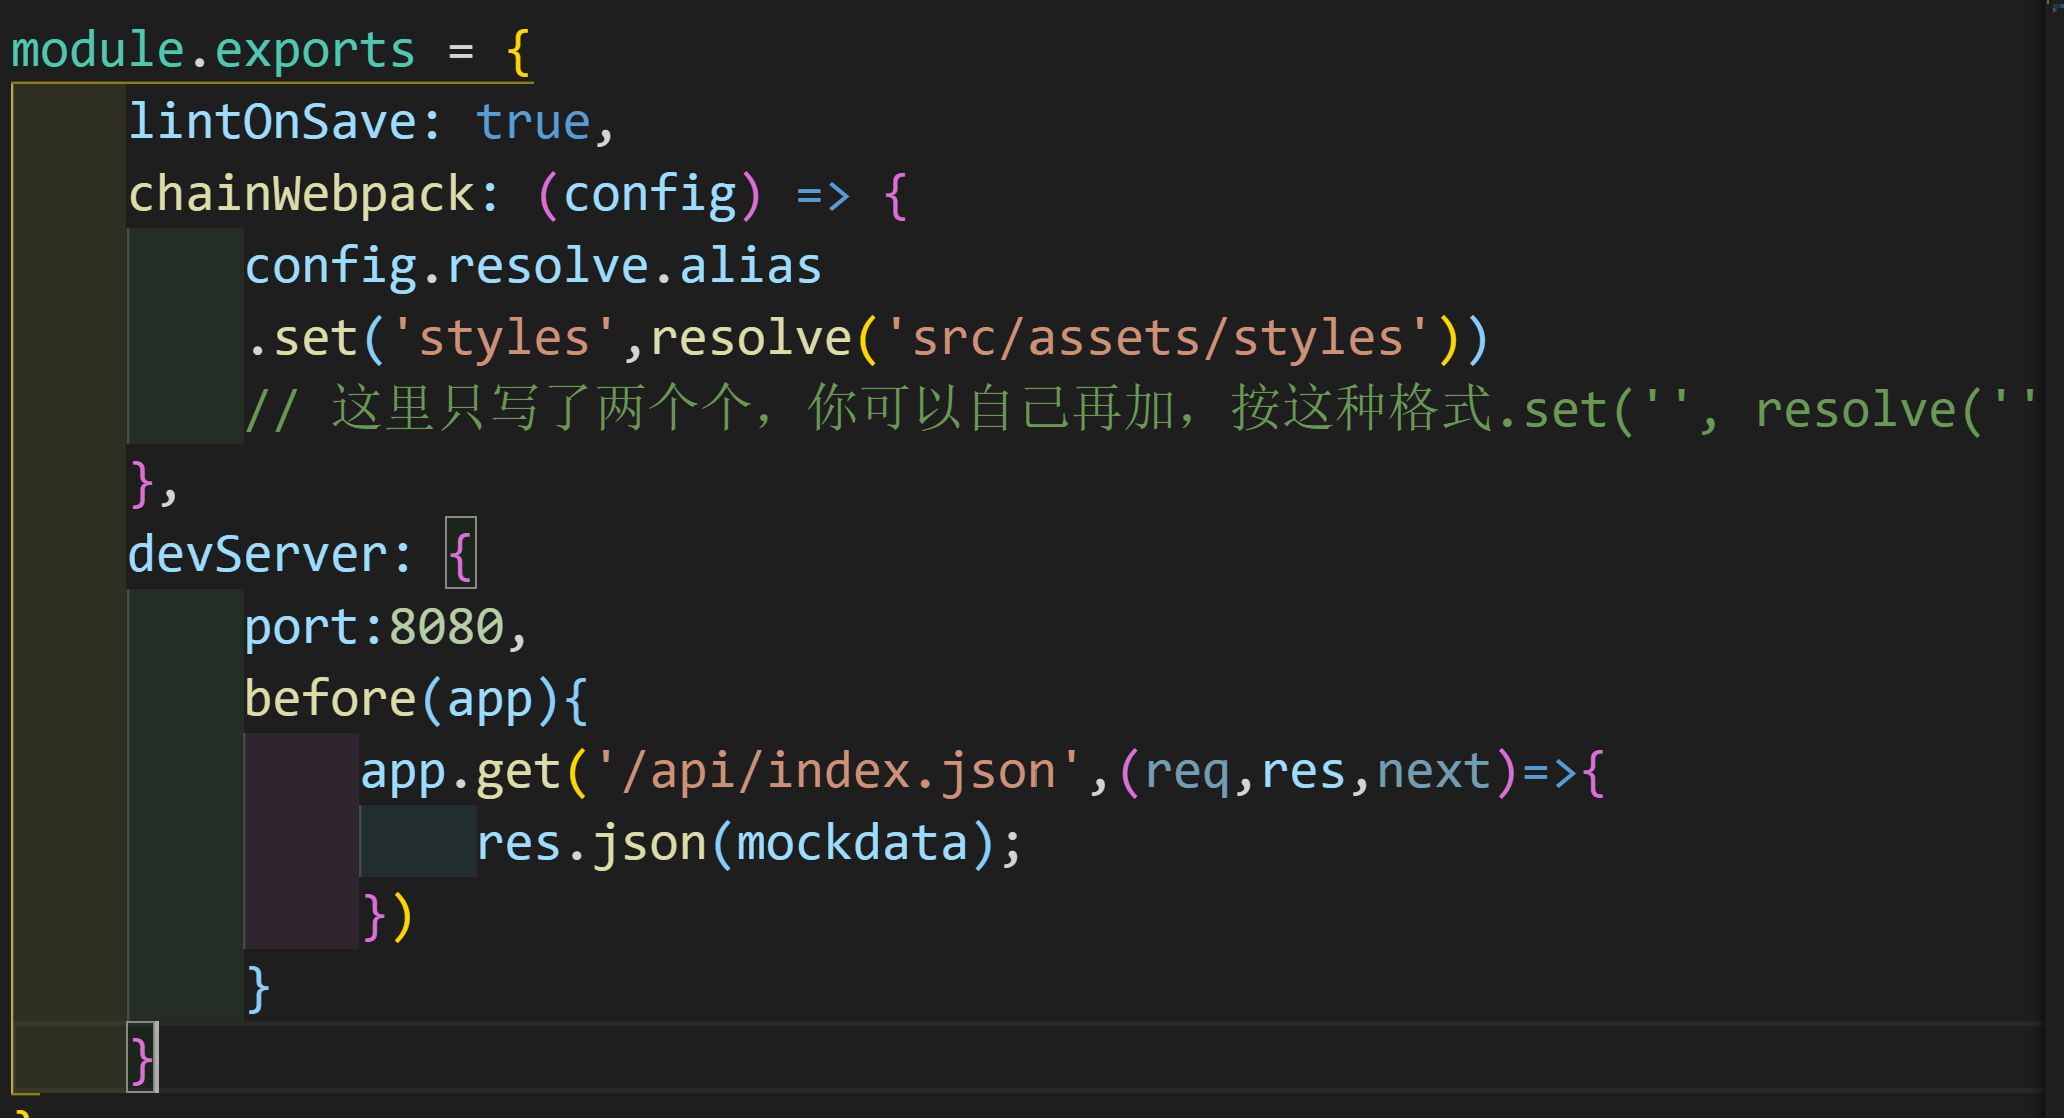 module.exports = {
lintOnSave: true,
chainWebpack: (config) => {
config.resolve.alias
.set('styles',resolve('src/assets/styles'))
// 这里只写了两个个，你可以自己再加，按这种格式.set('', resolve(''
},
devServer: {
port:8080,
before(app){
app.get('/api/index.json',(req,res,next)=>{
res.json(mockdata);
})
}
}
}